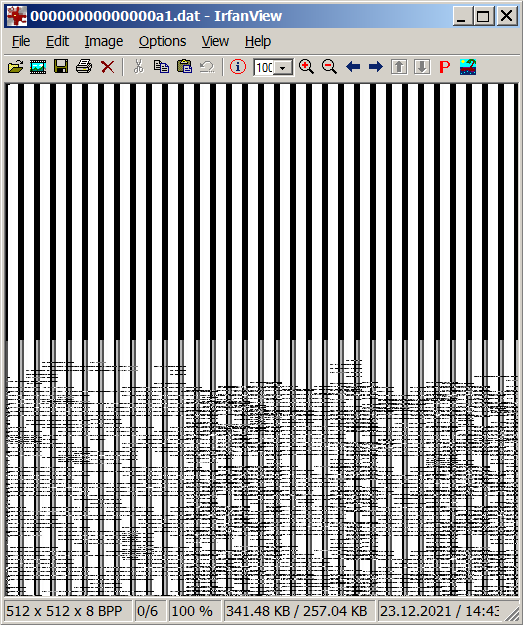 00000000000000a1.dat - IrfanView
File Edit Image Options View Help
100 P
512 x 512 x 8 BPP 0/6 100 % 341.48 KB / 257.04 KB 23.12.2021 / 14:43